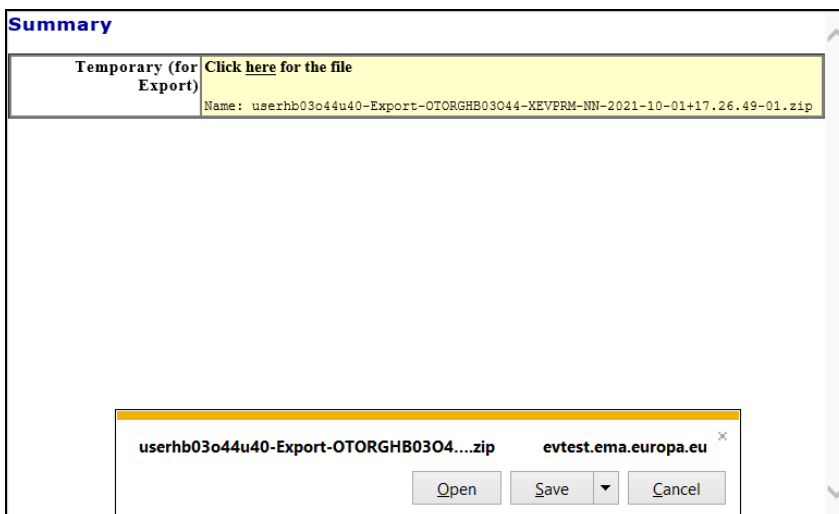 Summary
Temporary (for Export)
Click here for the file
Name: userhb03o44u40-Export-OTORGHB03O44-XEVPRM-NN-2021-10-01+17.26.49-01.zip
userhb03o44u40-Export-OTORGHB03O4....zip evtest.ema.europa.eu
Open Save Cancel